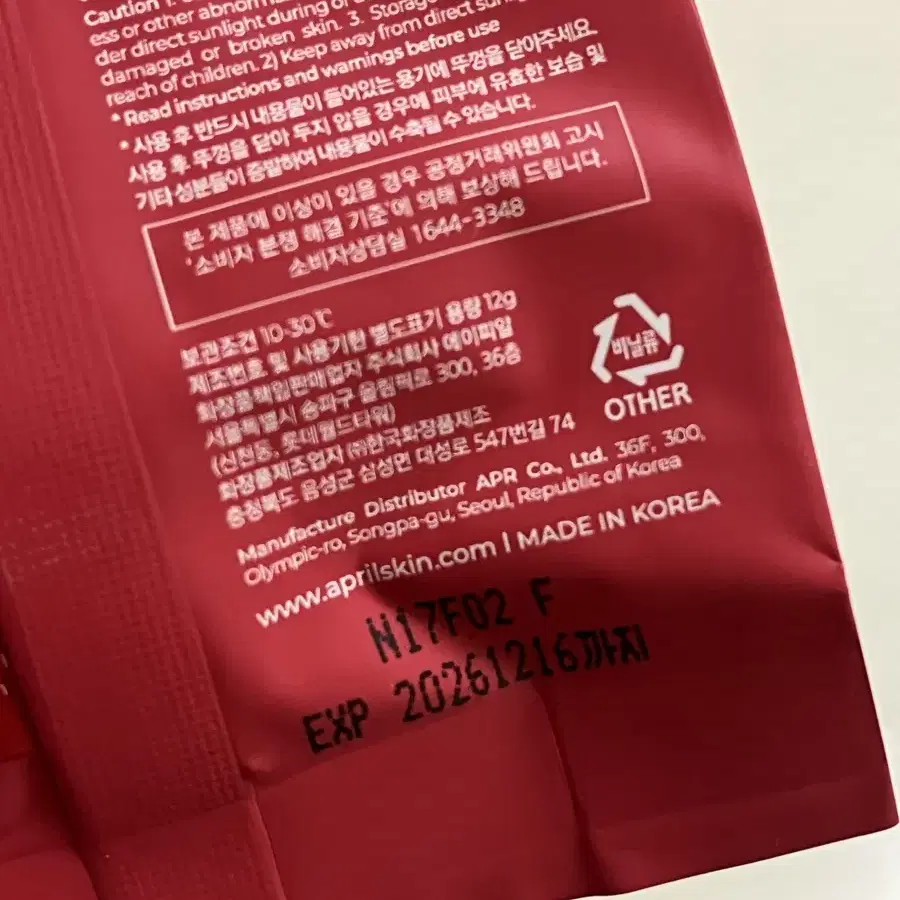 Caution
ess or other abnorm
der direct sunlight during or
damaged or broken skin. 3. Storage
reach of children. 2) Keep away from direct sun
* Read instructions and warnings before use
* 사용 후 반드시 내용물이 들어있는 용기에 뚜껑을 닫아주세요.
사용 후 뚜껑을 닫아 두지 않을 경우에 피부에 유효한 보습 및
기타 성분들이 증발하여 내용물이 수축될 수 있습니다.
본 제품에 이상이 있을 경우 공정거래위원회 고시
'소비자 분쟁 해결 기준'에 의해 보상해 드립니다.
소비자상담실 1644-3348
보관조건 10-30℃
제조번호 및 사용기한 별도표기 용량 12g
화장품책임판매업자 주식회사 에이피알
서울특별시 송파구 올림픽로 300, 36층
(신천동, 롯데월드타워)
화장품제조업자 ㈜한국화장품제조
충청북도 음성군 삼성면 대성로 547번길 74
비닐류
OTHER
Manufacture Distributor APR Co., Ltd. 36F, 300,
Olympic-ro, Songpa-gu, Seoul, Republic of Korea
www.aprilskin.com | MADE IN KOREA
N17F02 F
EXP 20261216까지